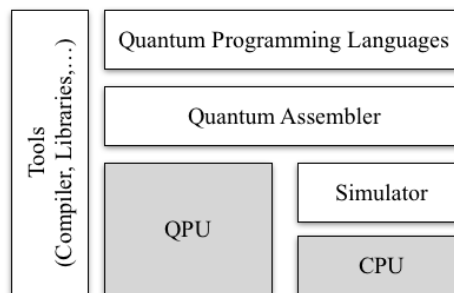 Tools
(Compiler, Libraries,…)
Quantum Programming Languages
Quantum Assembler
QPU
Simulator
CPU